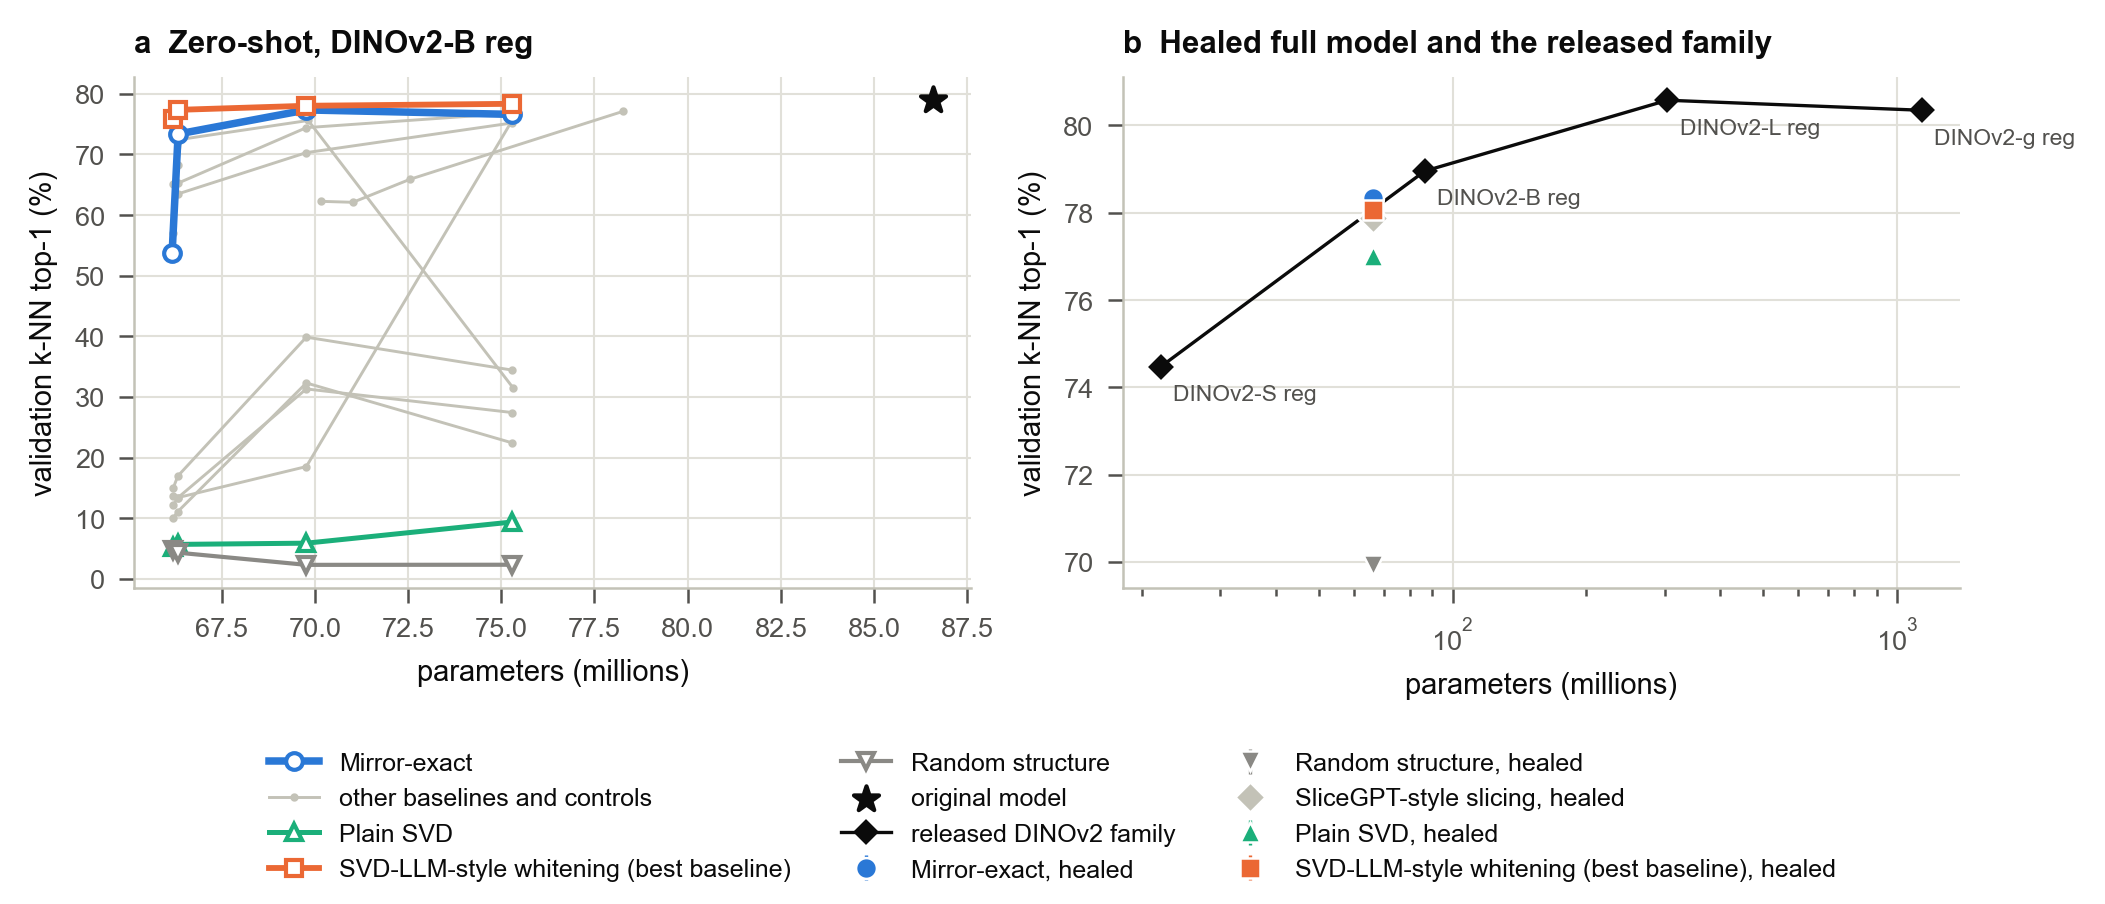 a Zero-shot, DINOv2-B reg
validation k-NN top-1 (%)
80
70
60
50
40
30
20
10
0
67.5 70.0 72.5 75.0 77.5 80.0 82.5 85.0 87.5
parameters (millions)
b Healed full model and the released family
validation k-NN top-1 (%)
80
78
76
74
72
70
DINOv2-S reg
DINOv2-B reg
DINOv2-L reg
DINOv2-g reg
10² 10³
parameters (millions)
Mirror-exact
other baselines and controls
Plain SVD
SVD-LLM-style whitening (best baseline)
Random structure
original model
released DINOv2 family
Mirror-exact, healed
Random structure, healed
SliceGPT-style slicing, healed
Plain SVD, healed
SVD-LLM-style whitening (best baseline), healed